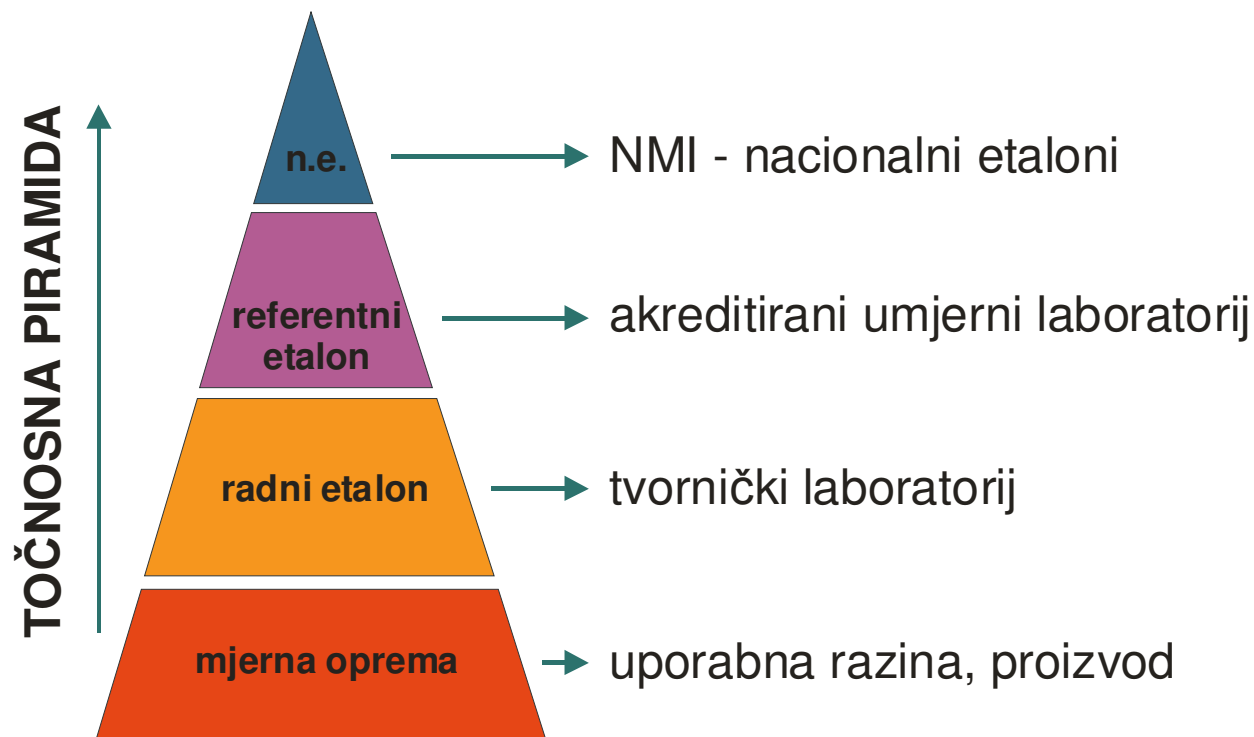 TOČNOSNA PIRAMIDA
n.e.
NMI - nacionalni etaloni
referentni
etalon
akreditirani umjerni laboratorij
radni etalon
tvornički laboratorij
mjerna oprema
uporabna razina, proizvod